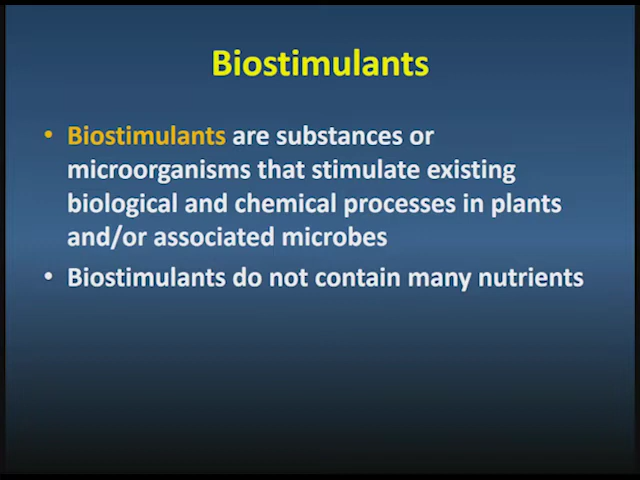 Biostimulants
• Biostimulants are substances or
microorganisms that stimulate existing
biological and chemical processes in plants
and/or associated microbes
• Biostimulants do not contain many nutrients